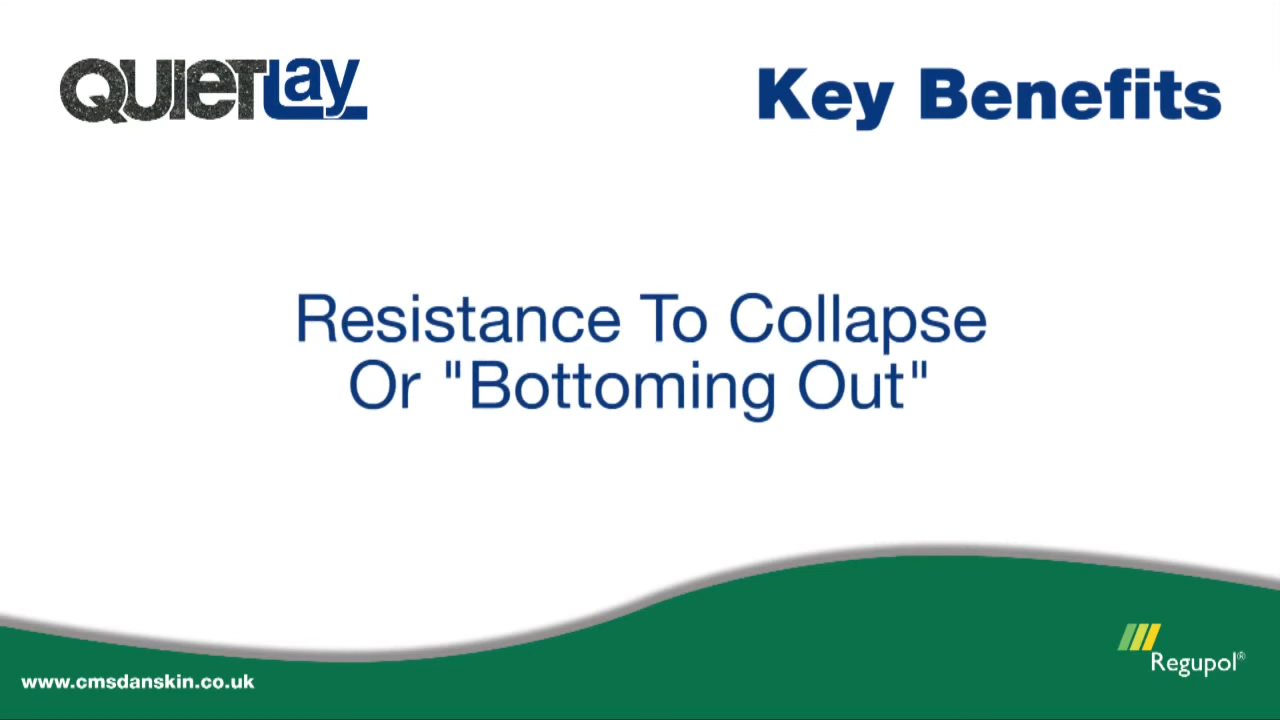 QUIETLay
Key Benefits
Resistance To Collapse
Or "Bottoming Out"
www.cmsdanskin.co.uk
Regupol®